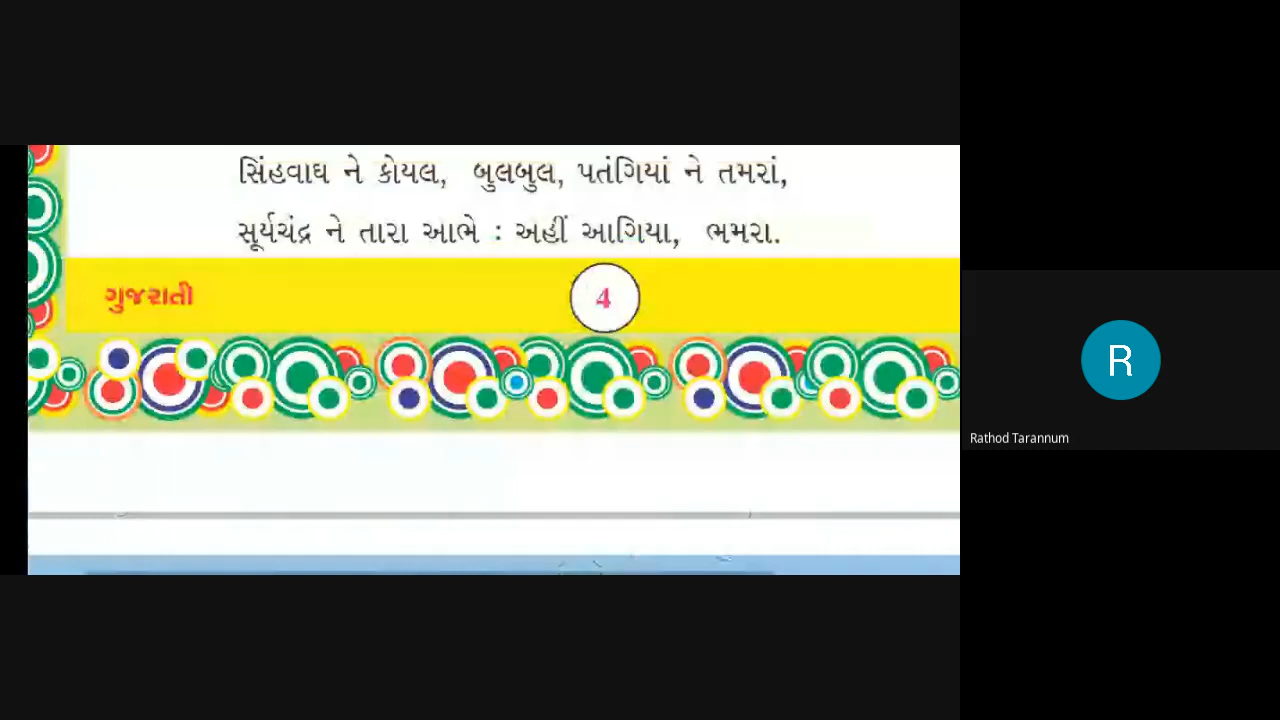 સિંહવાઘ ને કોયલ, બુલબુલ, પતંગિયાં ને તમરાં,
સૂર્યચંદ્ર ને તારા આભે : અહીં આગિયા, ભમરા.
ગુજરાતી
4
R
Rathod Tarannum